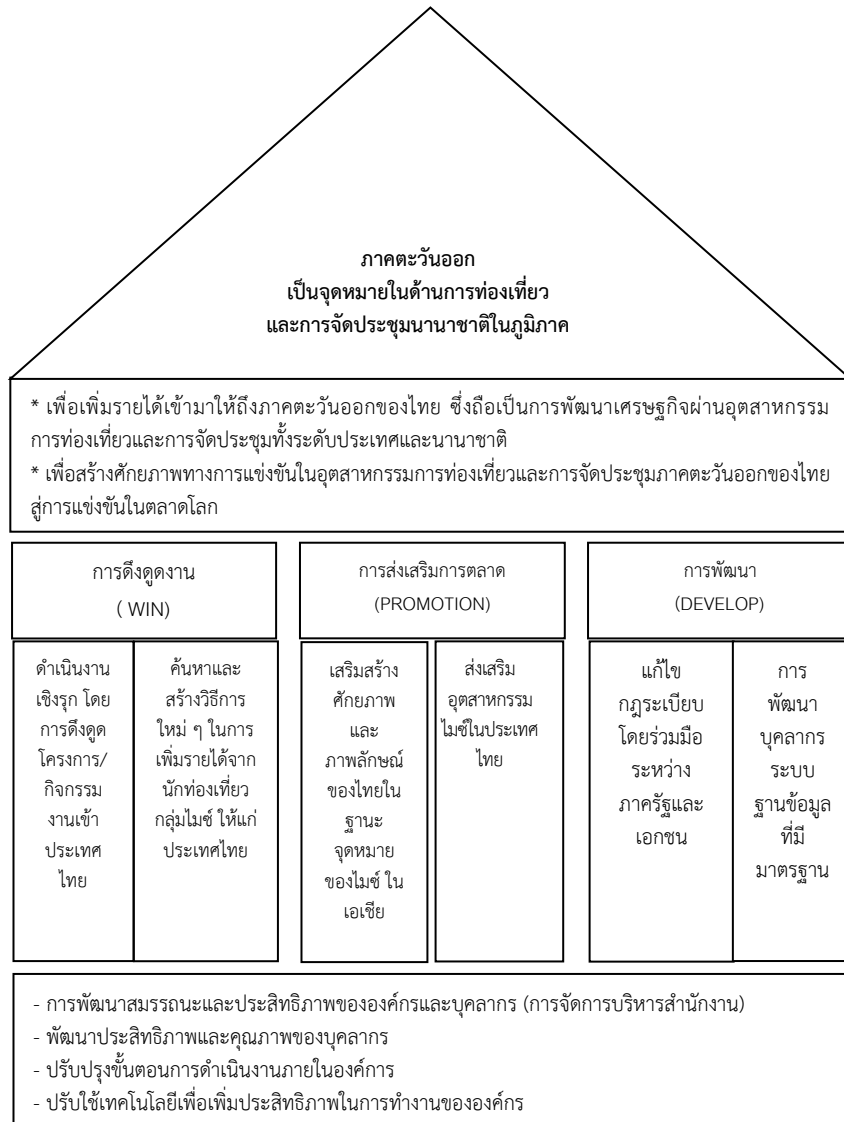 ภาคตะวันออก
เป็นจุดหมายในด้านการท่องเที่ยว
และการจัดประชุมนานาชาติในภูมิภาค
* เพื่อเพิ่มรายได้เข้ามาให้ถึงภาคตะวันออกของไทย ซึ่งถือเป็นการพัฒนาเศรษฐกิจผ่านอุตสาหกรรม
การท่องเที่ยวและการจัดประชุมทั้งระดับประเทศและนานาชาติ
* เพื่อสร้างศักยภาพทางการแข่งขันในอุตสาหกรรมการท่องเที่ยวและการจัดประชุมภาคตะวันออกของไทย
สู่การแข่งขันในตลาดโลก
การดึงดูดงาน
( WIN)
ดำเนินงาน
เชิงรุก โดย
การดึงดูด
โครงการ/
กิจกรรม
งานเข้า
ประเทศ
ไทย
ค้นหาและ
สร้างวิธีการ
ใหม่ ๆ ในการ
เพิ่มรายได้จาก
นักท่องเที่ยว
กลุ่มไมซ์ ให้แก่
ประเทศไทย
การส่งเสริมการตลาด
(PROMOTION)
เสริมสร้าง
ศักยภาพ
และ
ภาพลักษณ์
ของไทยใน
ฐานะ
จุดหมาย
ของไมซ์ ใน
เอเชีย
ส่งเสริม
อุตสาหกรรม
ไมซ์ในประเทศ
ไทย
การพัฒนา
(DEVELOP)
แก้ไข
กฎระเบียบ
โดยร่วมมือ
ระหว่าง
ภาครัฐและ
เอกชน
การ
พัฒนา
บุคลากร
ระบบ
ฐานข้อมูล
ที่มี
มาตรฐาน
- การพัฒนาสมรรถนะและประสิทธิภาพขององค์กรและบุคลากร (การจัดการบริหารสำนักงาน)
- พัฒนาประสิทธิภาพและคุณภาพของบุคลากร
- ปรับปรุงขั้นตอนการดำเนินงานภายในองค์การ
- ปรับใช้เทคโนโลยีเพื่อเพิ่มประสิทธิภาพในการทำงานขององค์กร